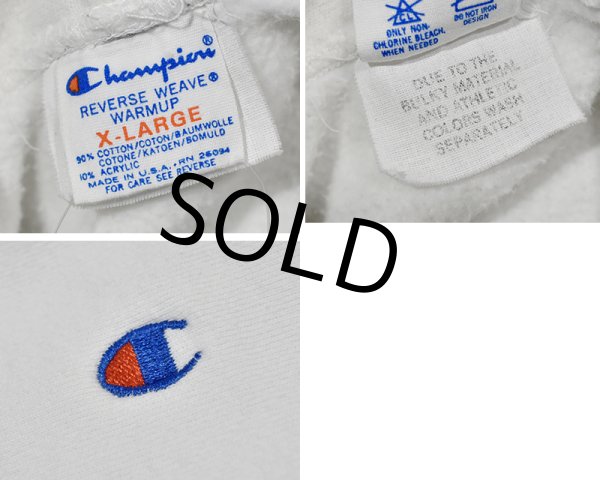 Champion®
REVERSE WEAVE®
WARMUP
X-LARGE
90% COTTON/COTON/BAUMWOLLE
COTONE/KATOEN/BOMULD
10% ACRYLIC
MADE IN U.S.A., RN 26094
FOR CARE SEE REVERSE
CL
ONLY NON-
CHLORINE BLEACH,
WHEN NEEDED
DO NOT IRON
DESIGN
DUE TO THE
BULKY MATERIAL
AND ATHLETIC
COLORS WASH
SEPARATELY
SOLD